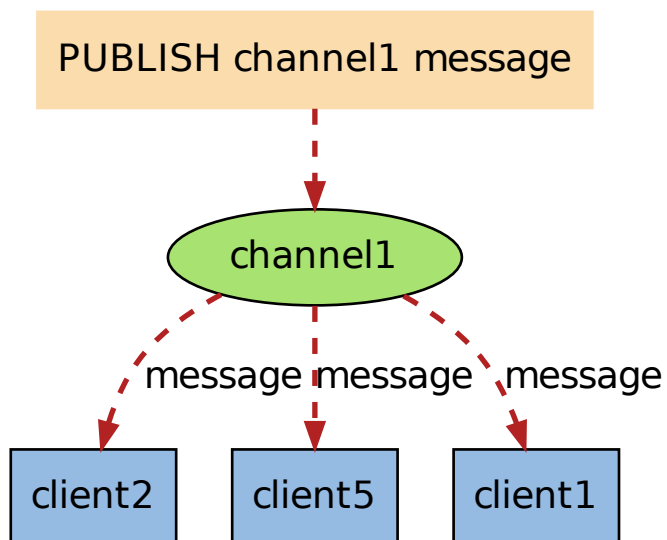 PUBLISH channel1 message
channel1
message
message
message
client2
client5
client1